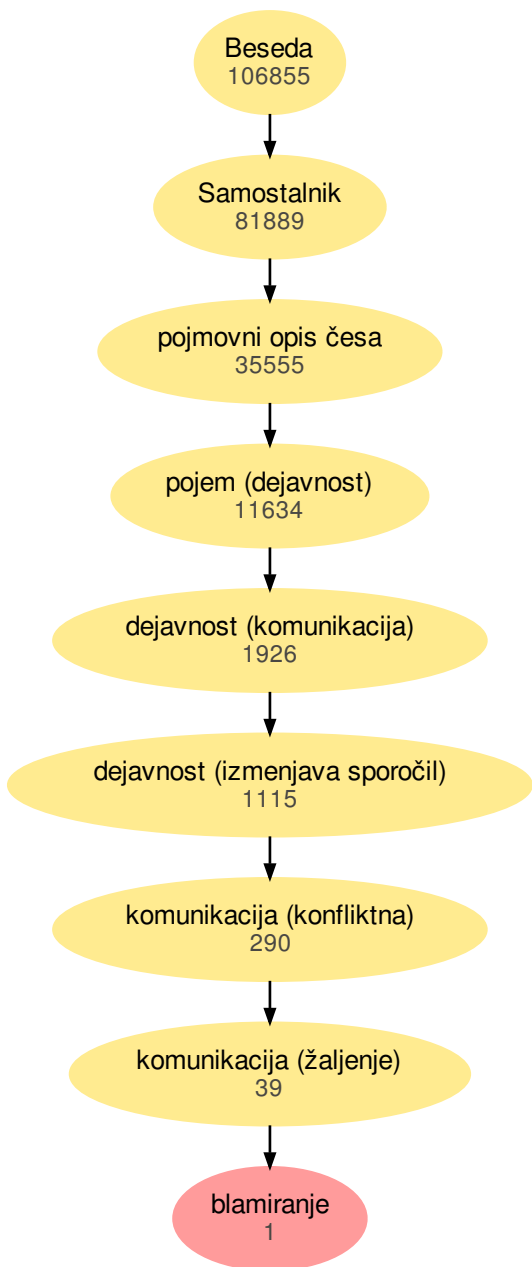 Beseda
106855
Samostalnik
81889
pojmovni opis česa
35555
pojem (dejavnost)
11634
dejavnost (komunikacija)
1926
dejavnost (izmenjava sporočil)
1115
komunikacija (konfliktna)
290
komunikacija (žaljenje)
39
blamiranje
1